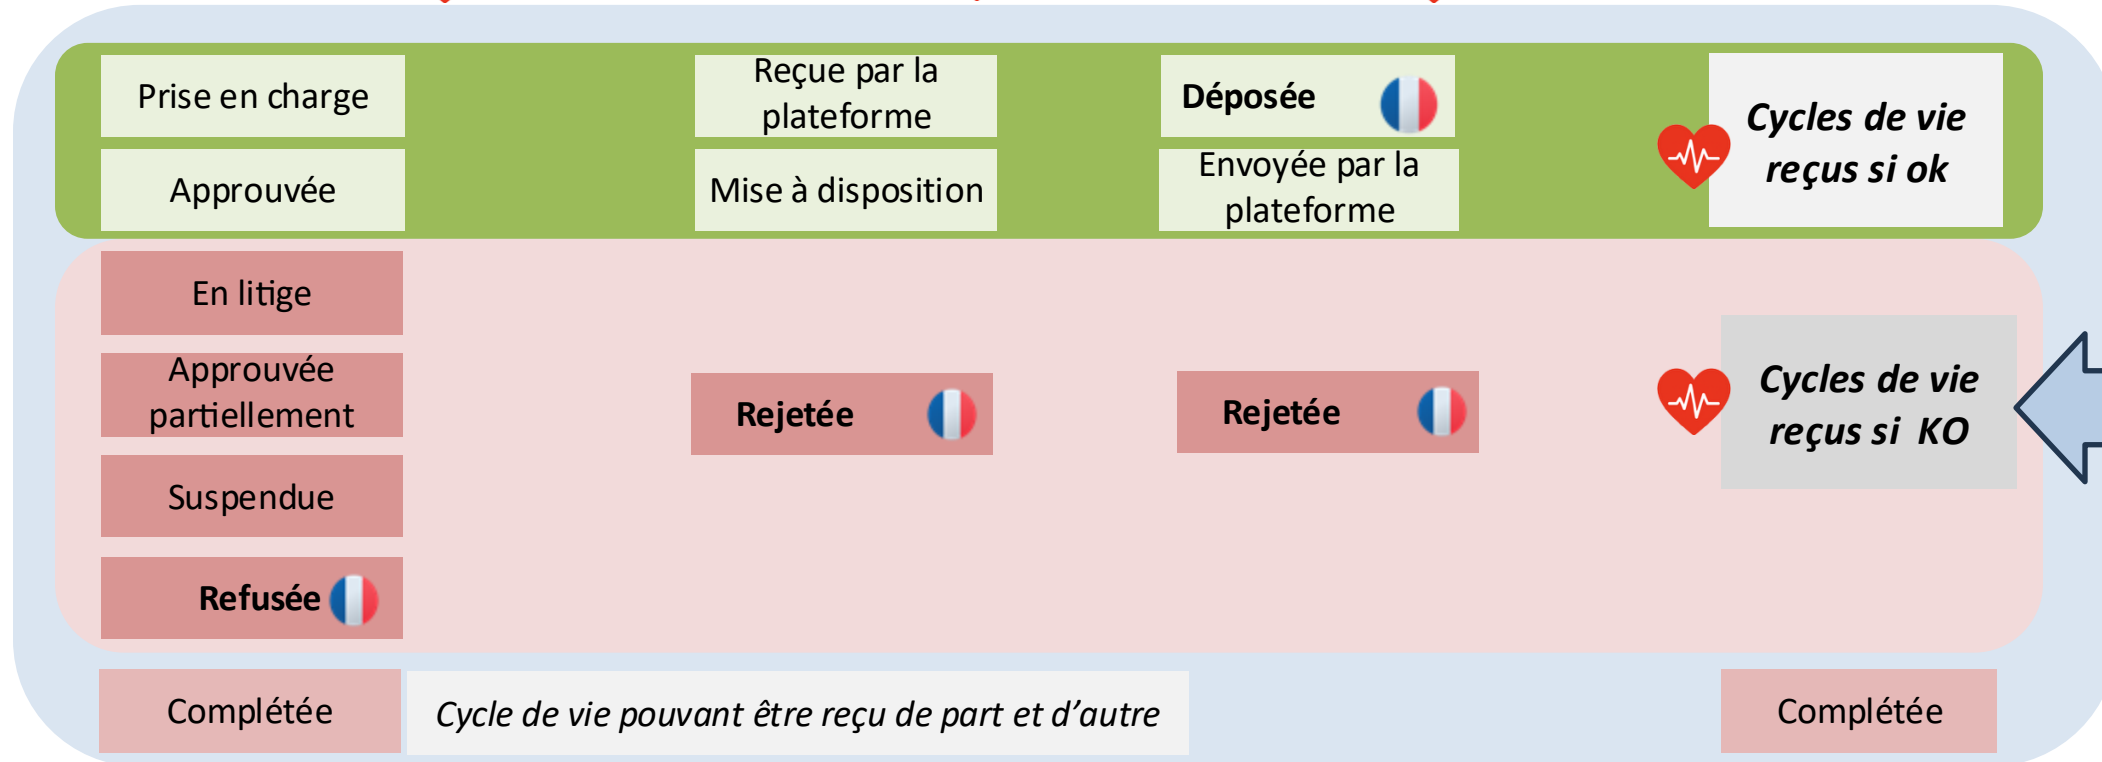 Prise en charge
Reçue par la
plateforme
Déposée
Cycles de vie
reçus si ok
Approuvée
Mise à disposition
Envoyée par la
plateforme
En litige
Approuvée
partiellement
Rejetée
Rejetée
Cycles de vie
reçus si KO
Suspendue
Refusée
Complétée
Cycle de vie pouvant être reçu de part et d’autre
Complétée